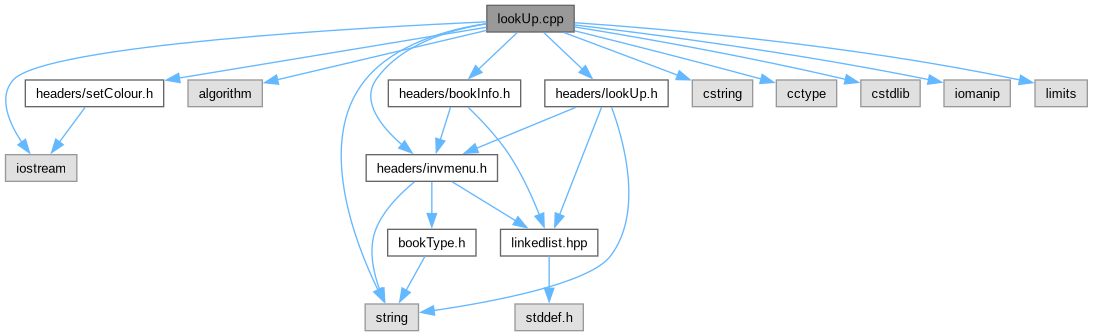 lookUp.cpp
headers/setColour.h
algorithm
headers/bookInfo.h
headers/lookUp.h
cstring
cctype
cstdlib
iomanip
limits
iostream
headers/invmenu.h
bookType.h
linkedlist.hpp
string
stddef.h